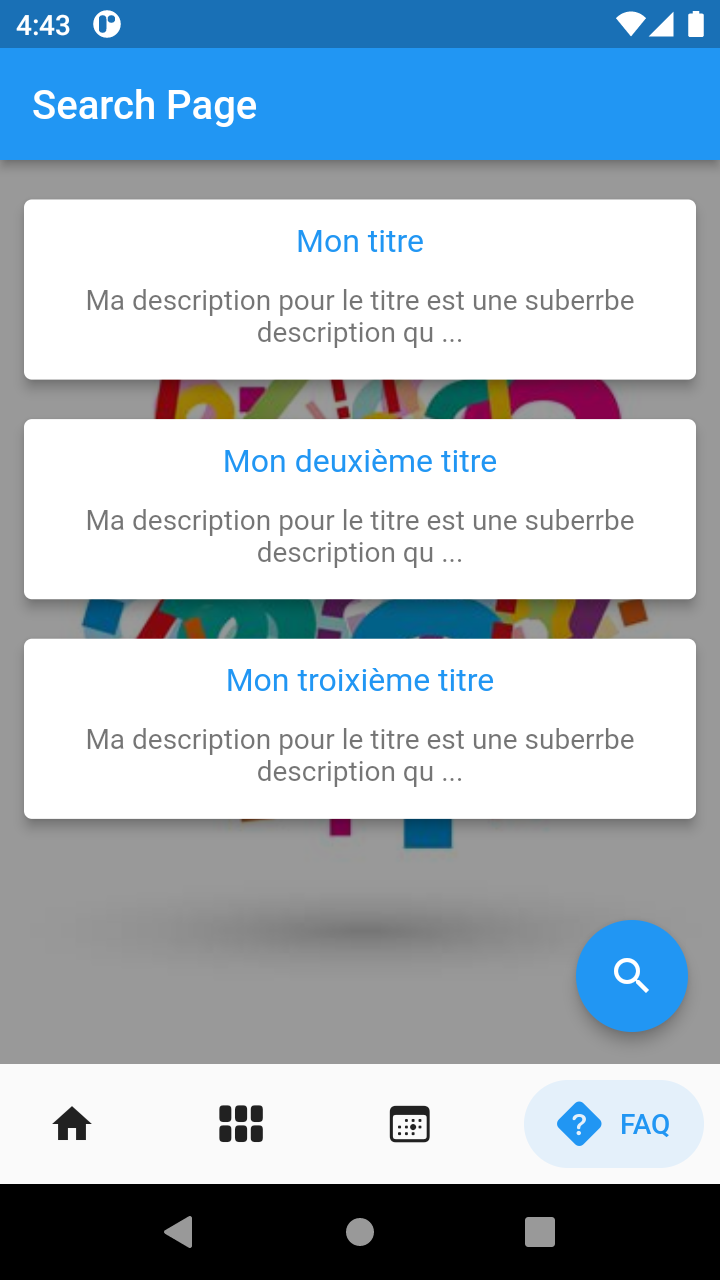 4:43
Search Page
Mon titre
Ma description pour le titre est une suberrbe
description qu ...
Mon deuxième titre
Ma description pour le titre est une suberrbe
description qu ...
Mon troixième titre
Ma description pour le titre est une suberrbe
description qu ...
? FAQ